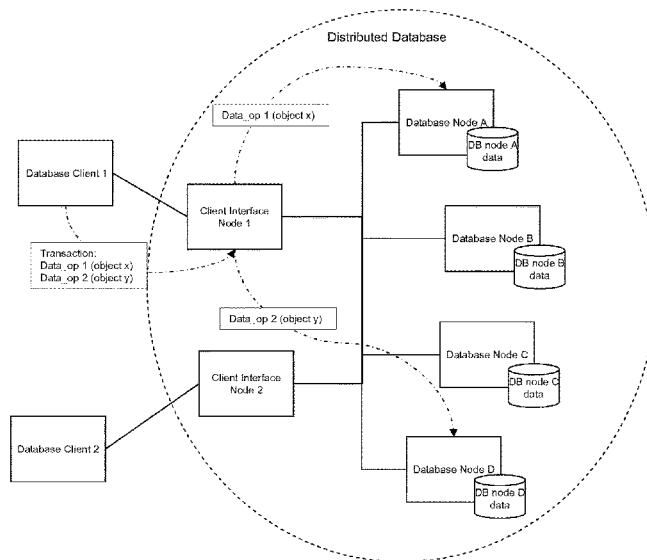 Distributed Database
Data_op 1 (object x)
Database Node A
DB node A
data
Database Client 1
Client Interface
Node 1
Database Node B
DB node B
data
Transaction:
Data_op 1 (object x)
Data_op 2 (object y)
Data_op 2 (object y)
Database Node C
DB node C
data
Client Interface
Node 2
Database Client 2
Database Node D
DB node D
data